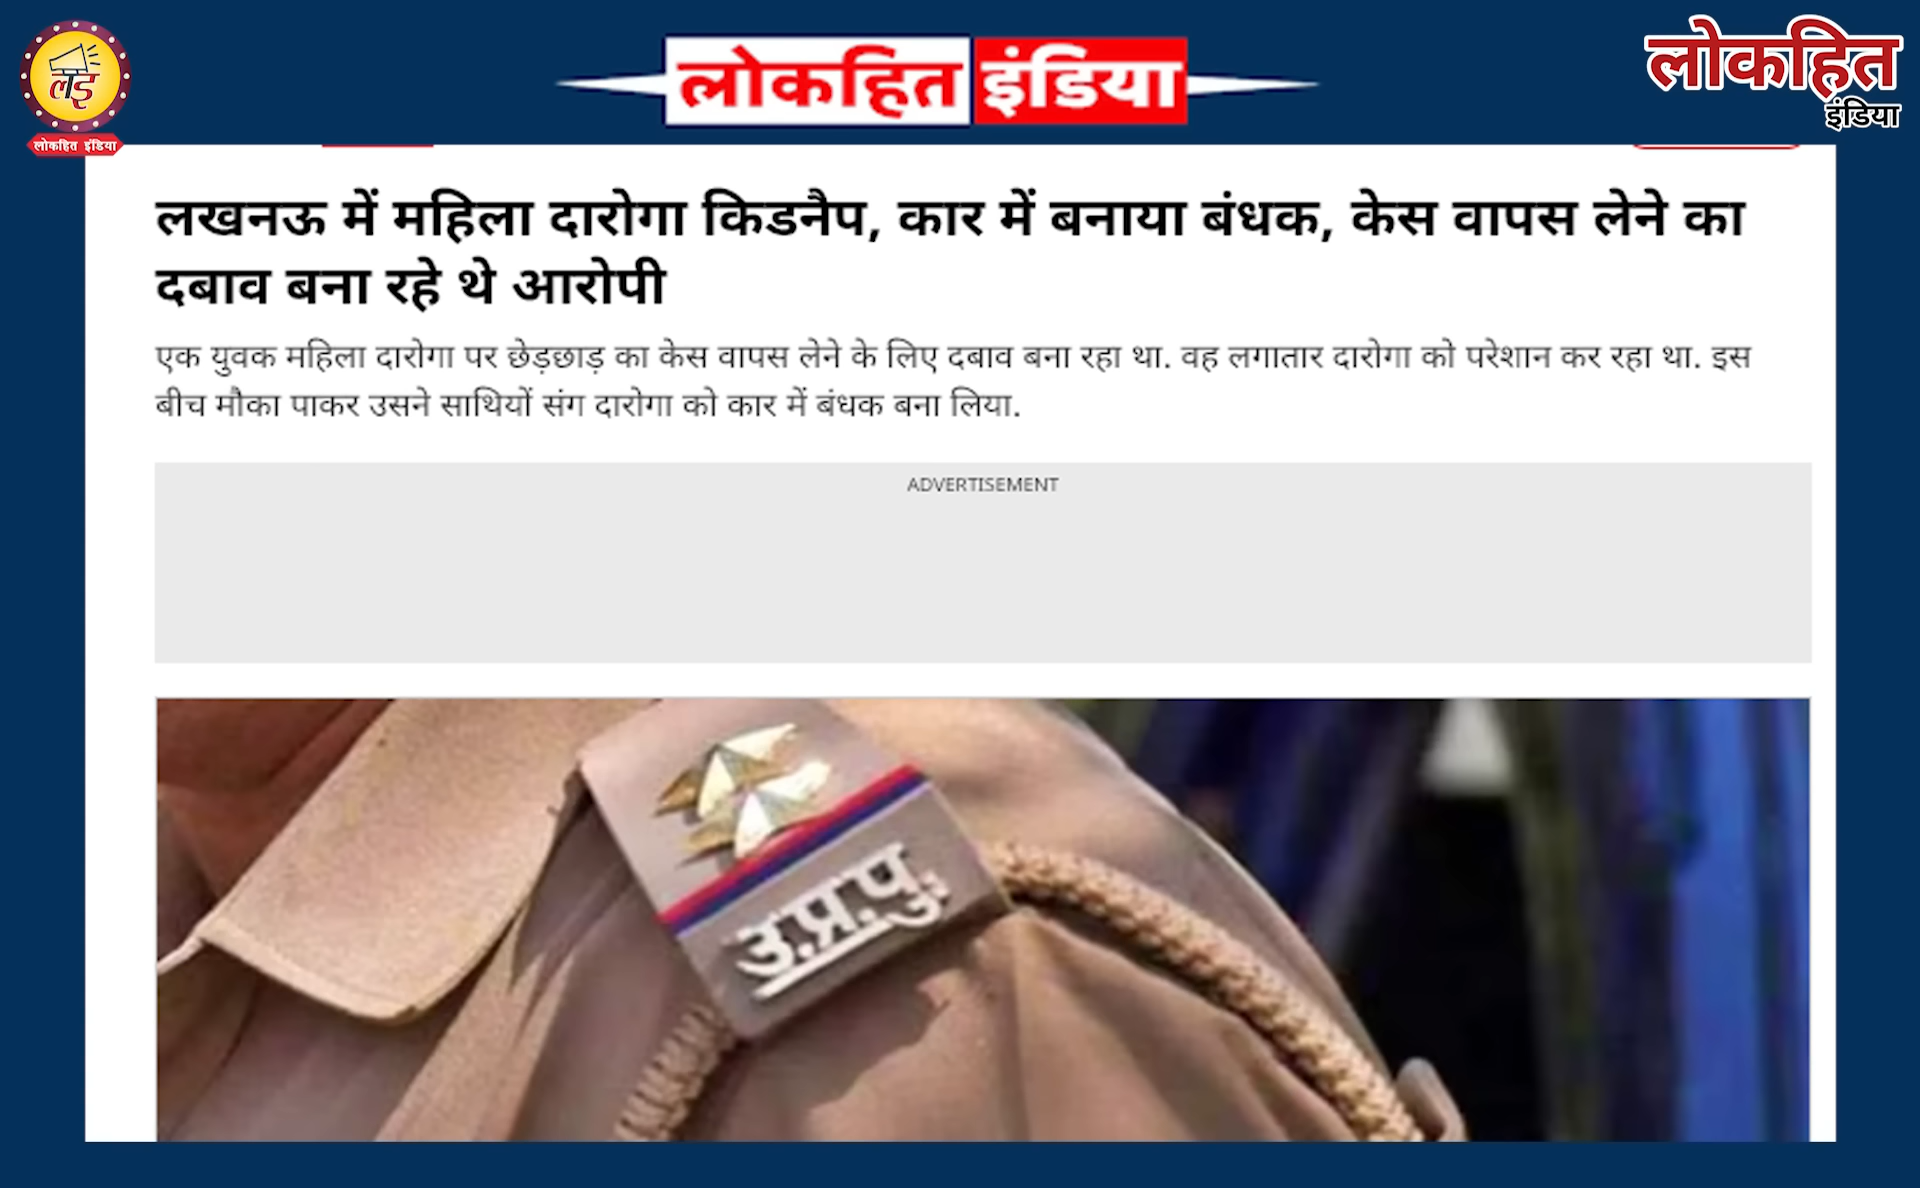 लइ
लोकहित इंडिया
लोकहित इंडिया
लोकहित
इंडिया
लखनऊ में महिला दारोगा किडनैप, कार में बनाया बंधक, केस वापस लेने का
दबाव बना रहे थे आरोपी
एक युवक महिला दारोगा पर छेड़छाड़ का केस वापस लेने के लिए दबाव बना रहा था. वह लगातार दारोगा को परेशान कर रहा था. इस
बीच मौका पाकर उसने साथियों संग दारोगा को कार में बंधक बना लिया.
ADVERTISEMENT
उ.प्र.पु.